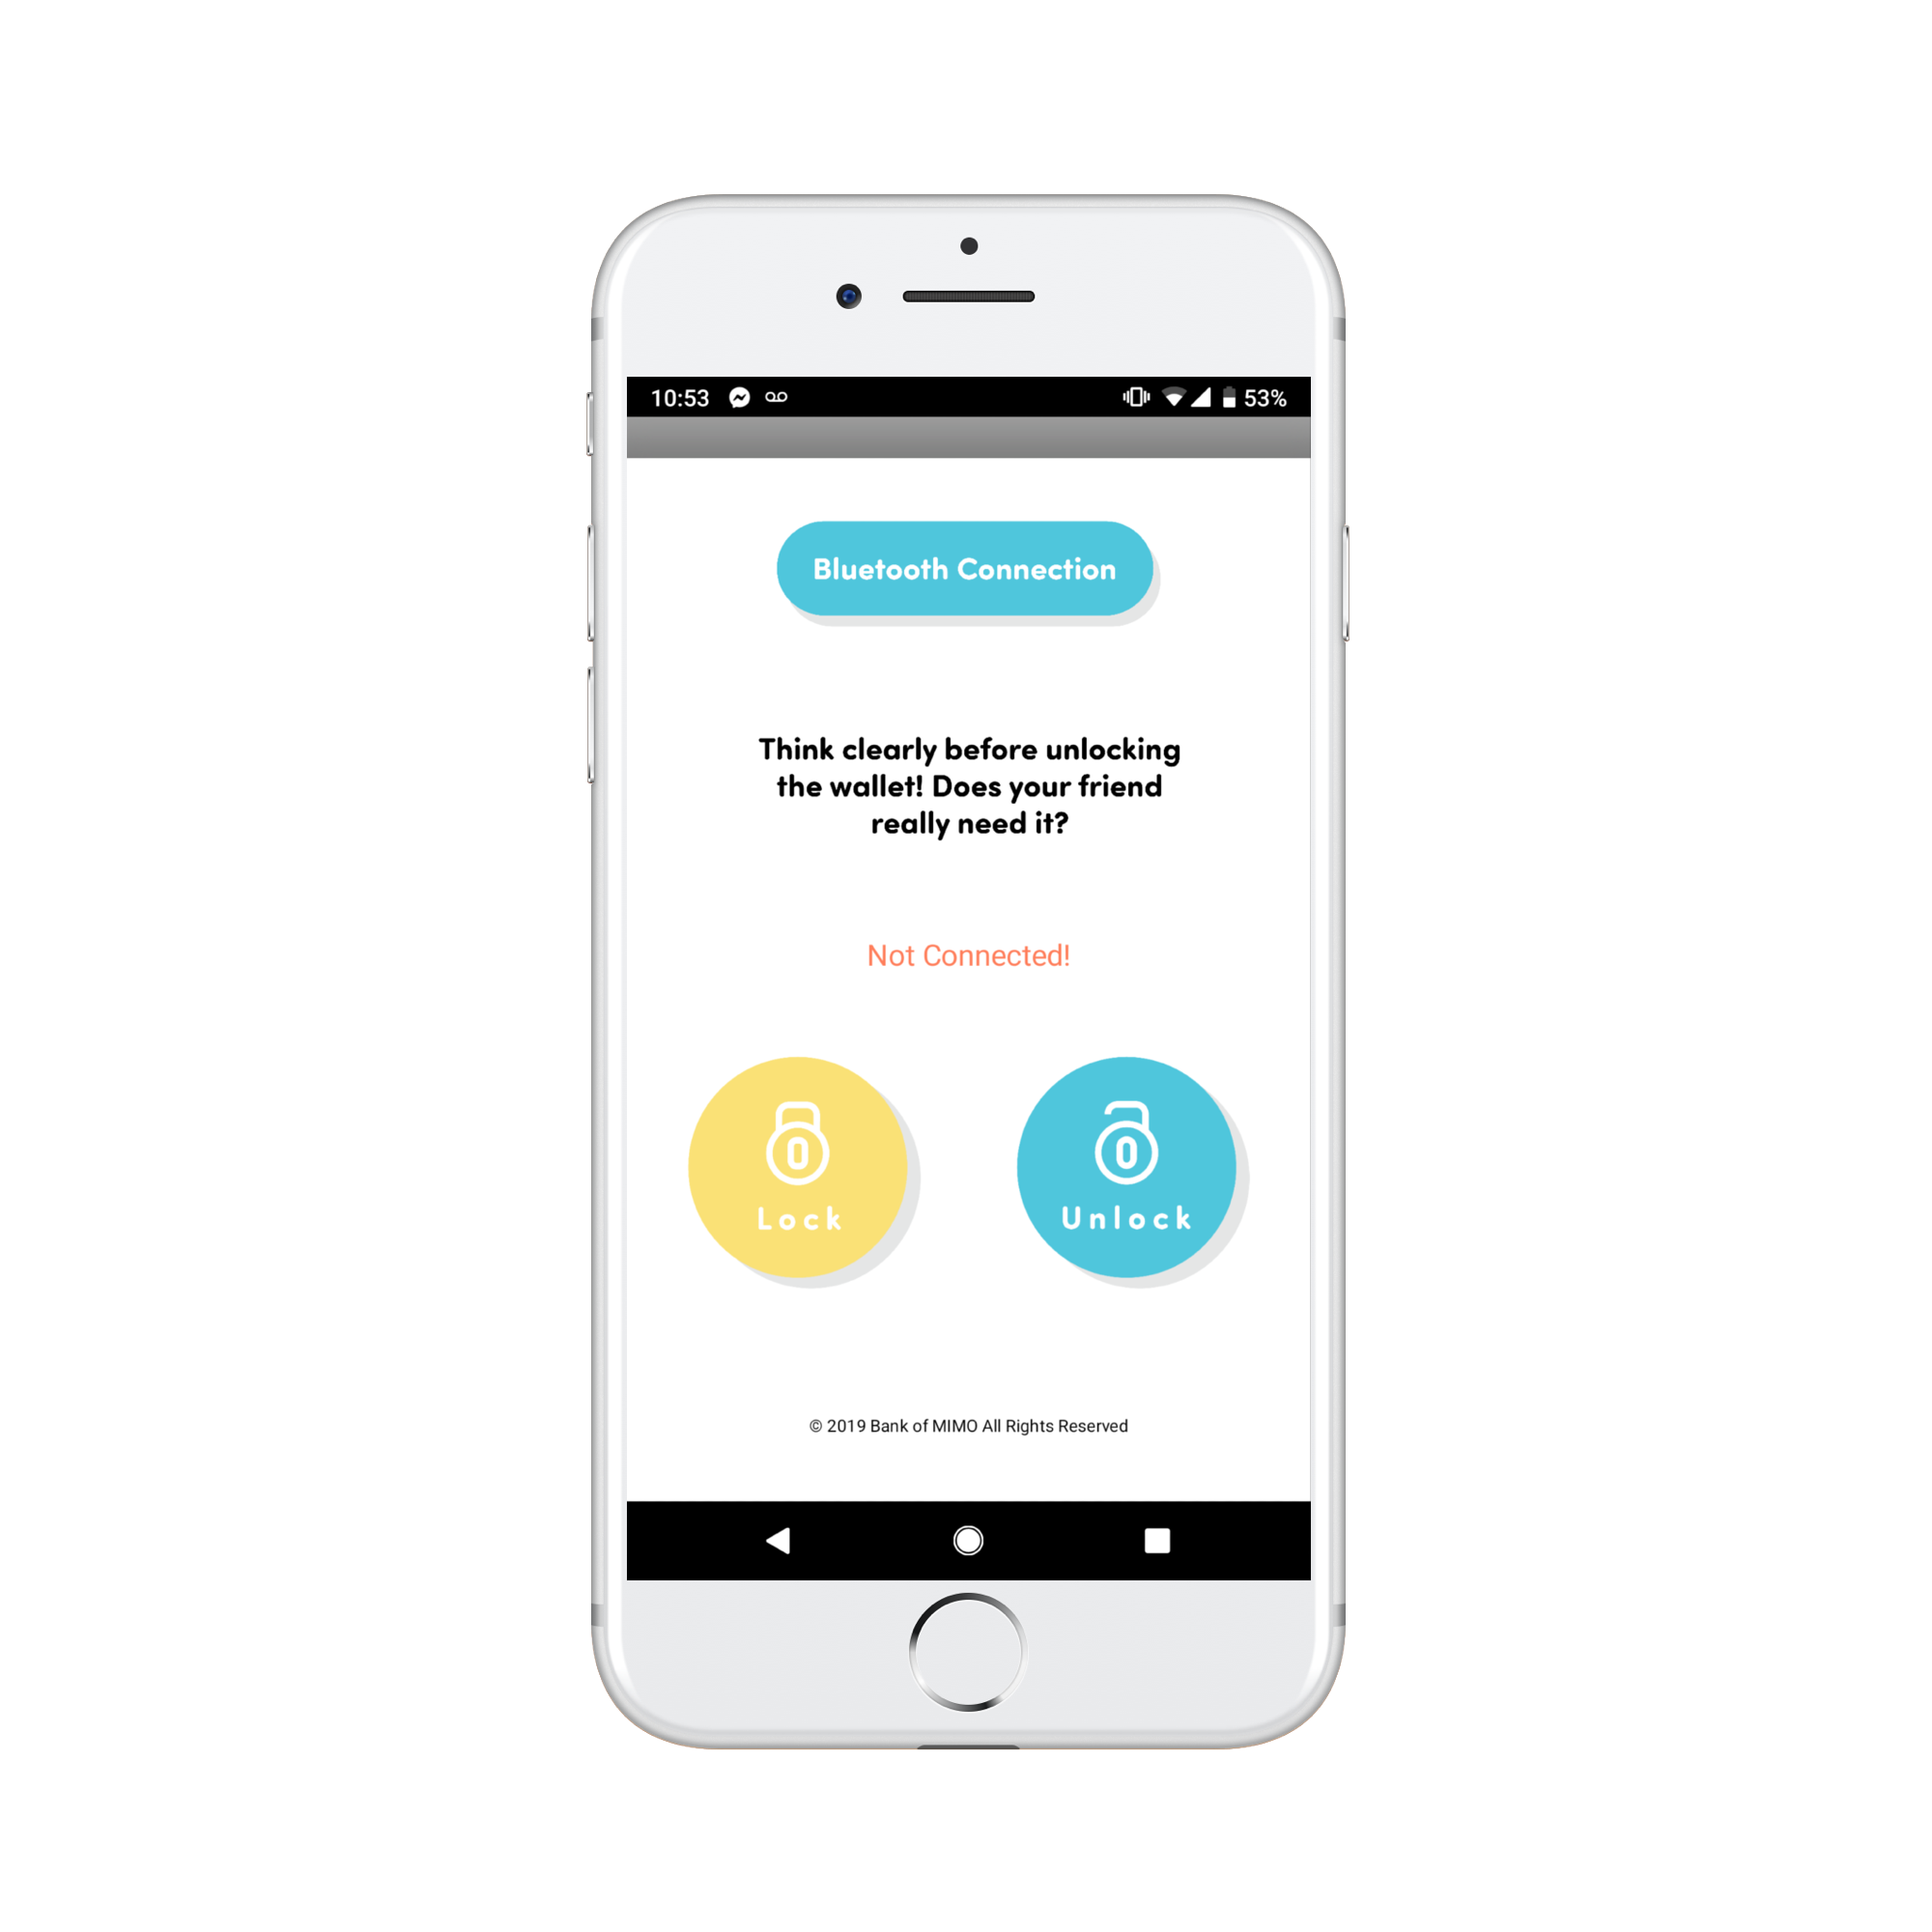 10:53 53%
Bluetooth Connection
Think clearly before unlocking
the wallet! Does your friend
really need it?
Not Connected!
Lock Unlock
© 2019 Bank of MIMO All Rights Reserved